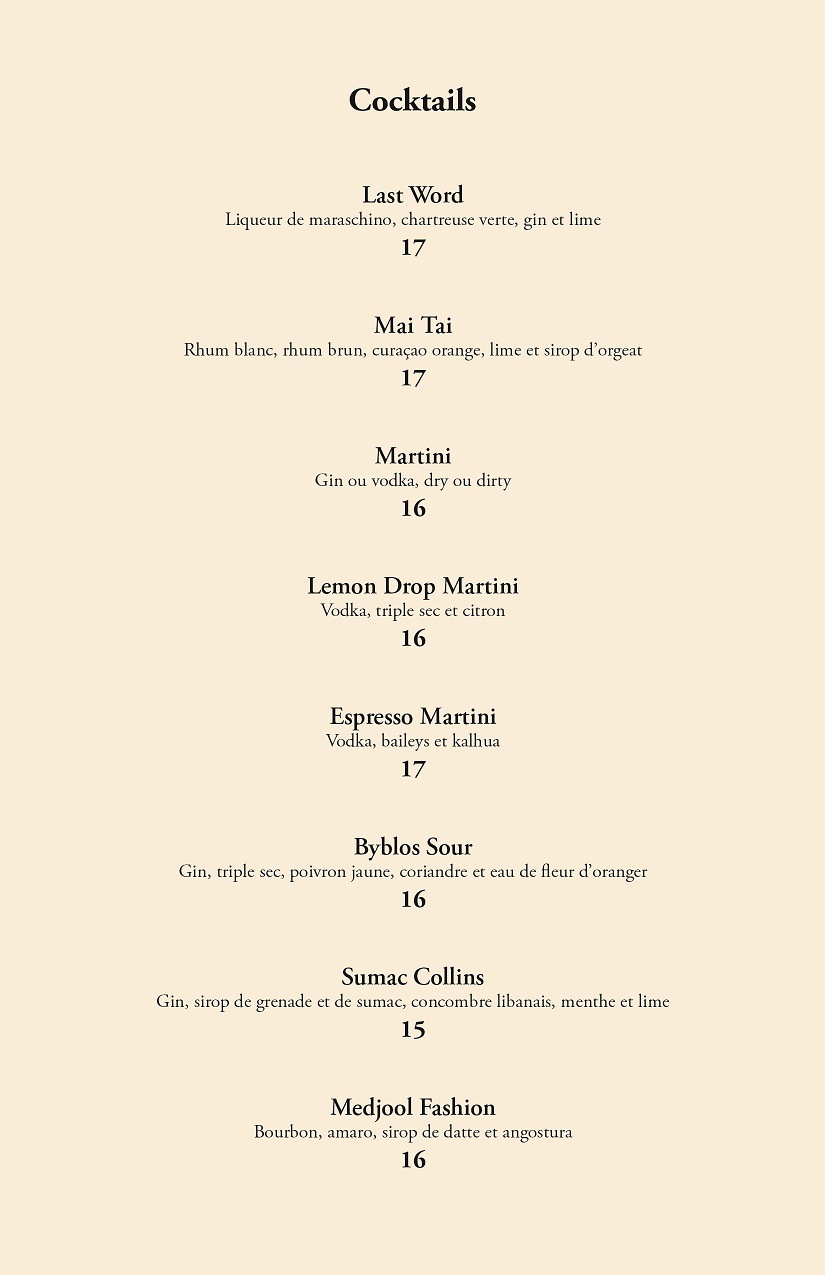 Cocktails
Last Word
Liqueur de maraschino, chartreuse verte, gin et lime
17
Mai Tai
Rhum blanc, rhum brun, curaçao orange, lime et sirop d’orgeat
17
Martini
Gin ou vodka, dry ou dirty
16
Lemon Drop Martini
Vodka, triple sec et citron
16
Espresso Martini
Vodka, baileys et kalhua
17
Byblos Sour
Gin, triple sec, poivron jaune, coriandre et eau de fleur d’oranger
16
Sumac Collins
Gin, sirop de grenade et de sumac, concombre libanais, menthe et lime
15
Medjool Fashion
Bourbon, amaro, sirop de datte et angostura
16